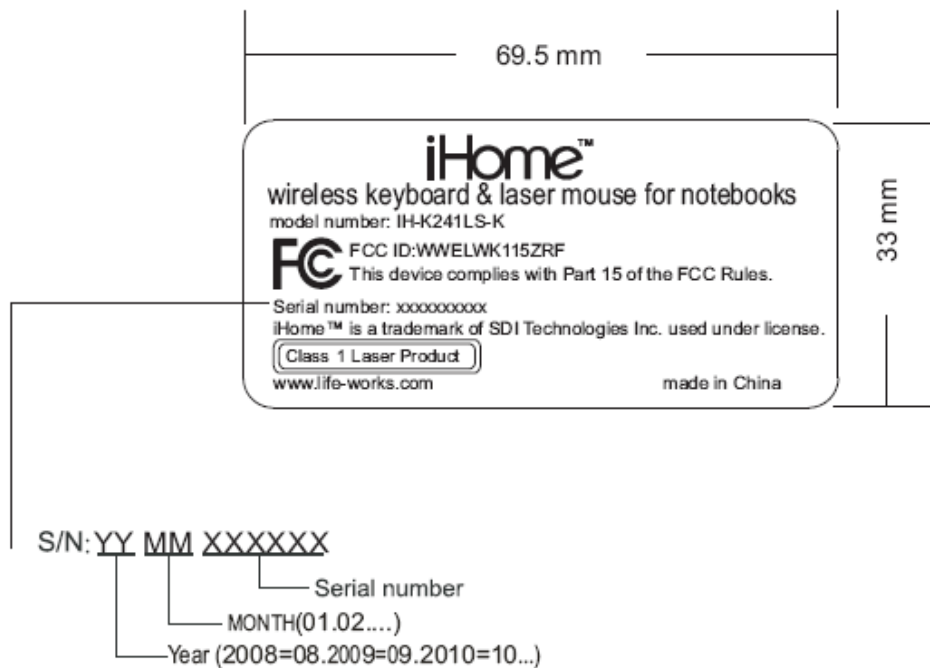 69.5 mm
iHome™
wireless keyboard & laser mouse for notebooks
model number: IH-K241LS-K
FC FCC ID:WWELWK115ZRF
This device complies with Part 15 of the FCC Rules.
33 mm
Serial number: xxxxxxxxxx
iHome™ is a trademark of SDI Technologies Inc. used under license.
Class 1 Laser Product
www.life-works.com made in China
S/N: YY MM XXXXXX
Serial number
MONTH(01.02....)
Year (2008=08.2009=09.2010=10...)